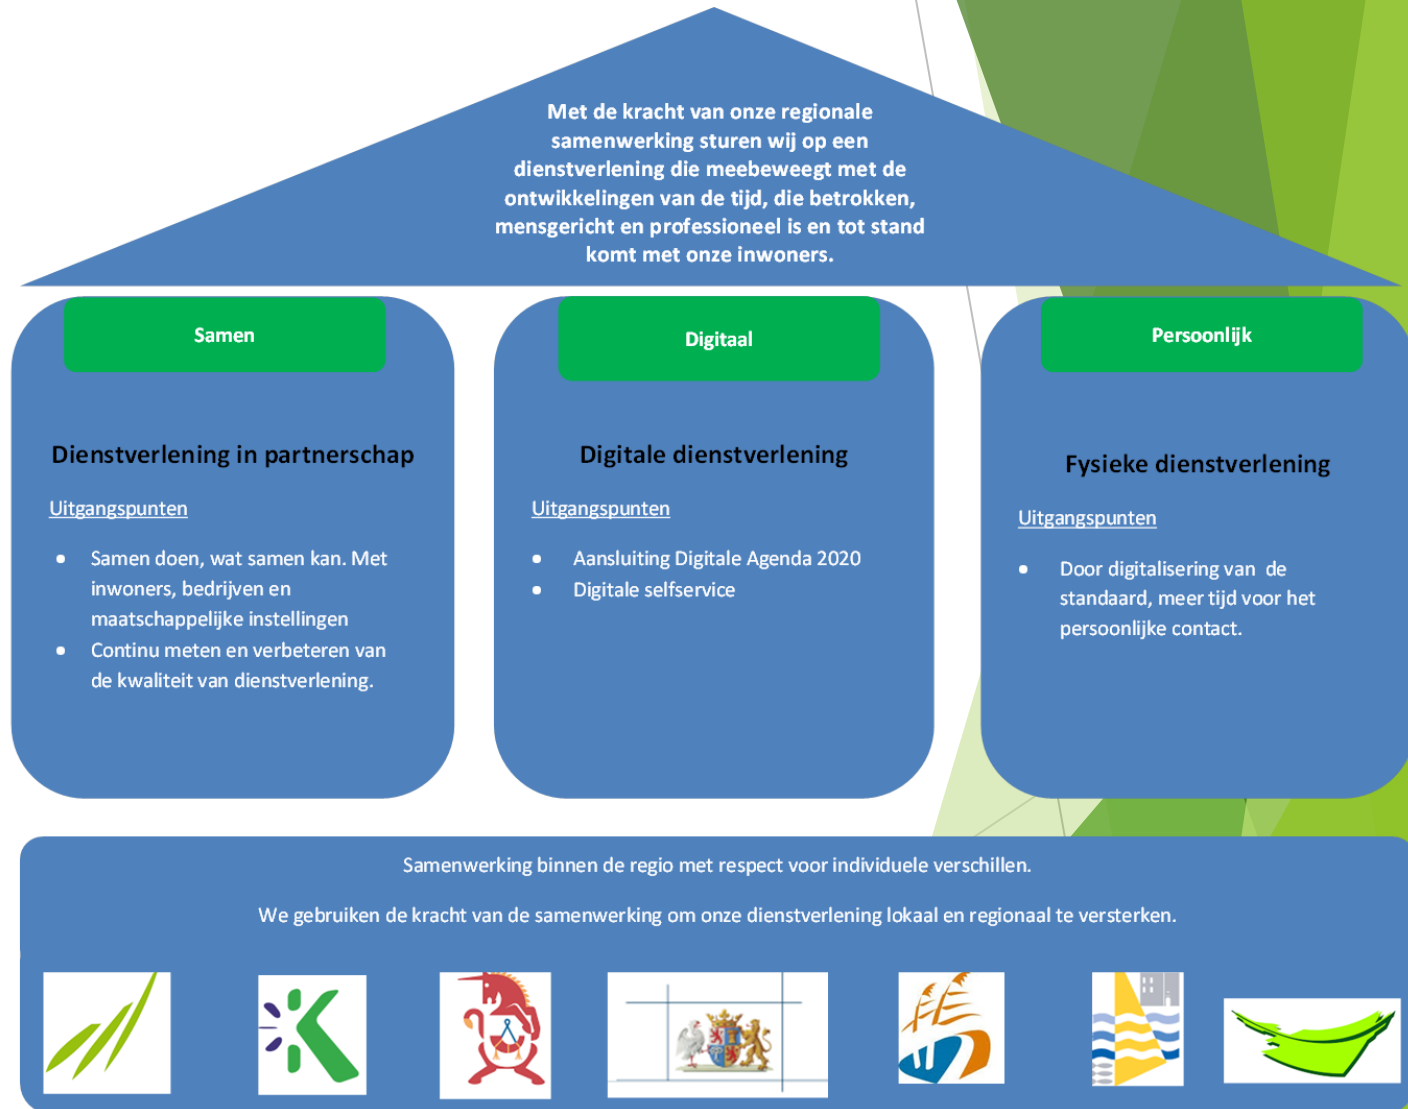 Met de kracht van onze regionale
samenwerking sturen wij op een
dienstverlening die meebeweegt met de
ontwikkelingen van de tijd, die betrokken,
mensgericht en professioneel is en tot stand
komt met onze inwoners.
Samen
Dienstverlening in partnerschap
Uitgangspunten
• Samen doen, wat samen kan. Met
inwoners, bedrijven en
maatschappelijke instellingen
• Continu meten en verbeteren van
de kwaliteit van dienstverlening.
Digitaal
Digitale dienstverlening
Uitgangspunten
• Aansluiting Digitale Agenda 2020
• Digitale selfservice
Persoonlijk
Fysieke dienstverlening
Uitgangspunten
• Door digitalisering van de
standaard, meer tijd voor het
persoonlijke contact.
Samenwerking binnen de regio met respect voor individuele verschillen.
We gebruiken de kracht van de samenwerking om onze dienstverlening lokaal en regionaal te versterken.